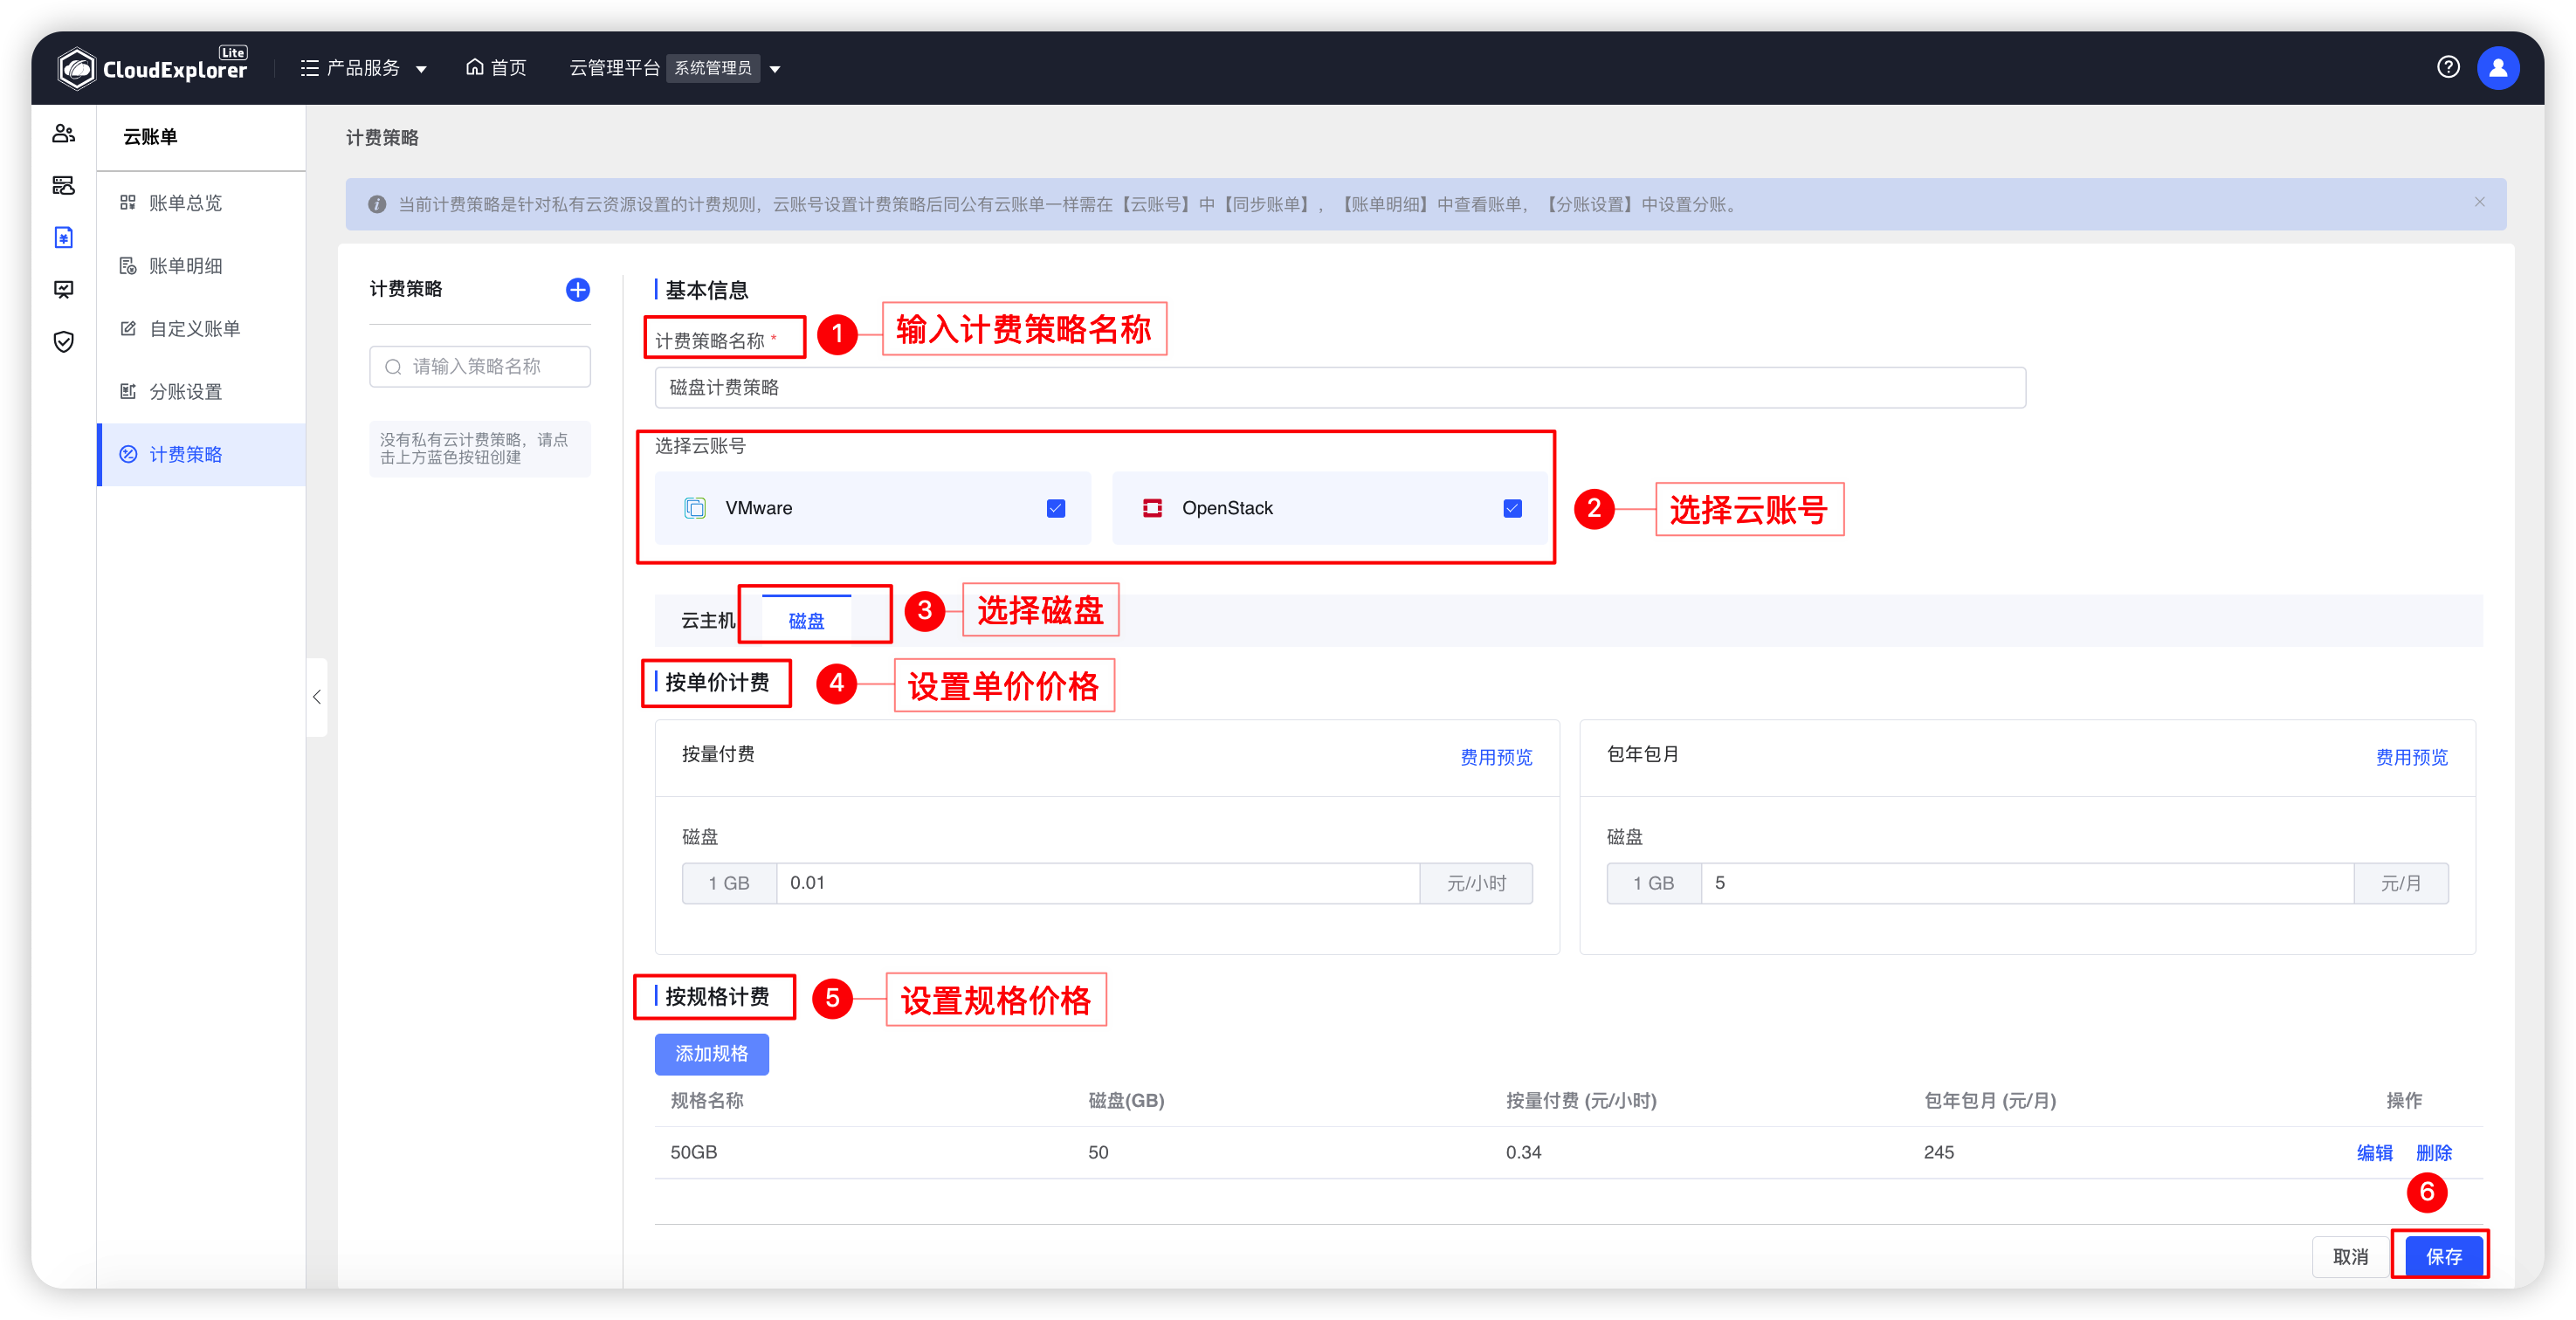 CloudExplorer Lite
产品服务
首页
云管理平台 系统管理员
云账单
账单总览
账单明细
自定义账单
分账设置
计费策略
计费策略
当前计费策略是针对私有云资源设置的计费规则，云账号设置计费策略后同公有云账单一样需在【云账号】中【同步账单】，【账单明细】中查看账单，【分账设置】中设置分账。
计费策略
请输入策略名称
没有私有云计费策略，请点
击上方蓝色按钮创建
基本信息
计费策略名称 *
1 输入计费策略名称
磁盘计费策略
选择云账号
VMware
OpenStack
2 选择云账号
云主机
磁盘
3 选择磁盘
按单价计费
4 设置单价价格
按量付费
费用预览
磁盘
1 GB 0.01 元/小时
包年包月
费用预览
磁盘
1 GB 5 元/月
按规格计费
5 设置规格价格
添加规格
规格名称 磁盘(GB) 按量付费 (元/小时) 包年包月 (元/月) 操作
50GB 50 0.34 245 编辑 删除
6
取消
保存